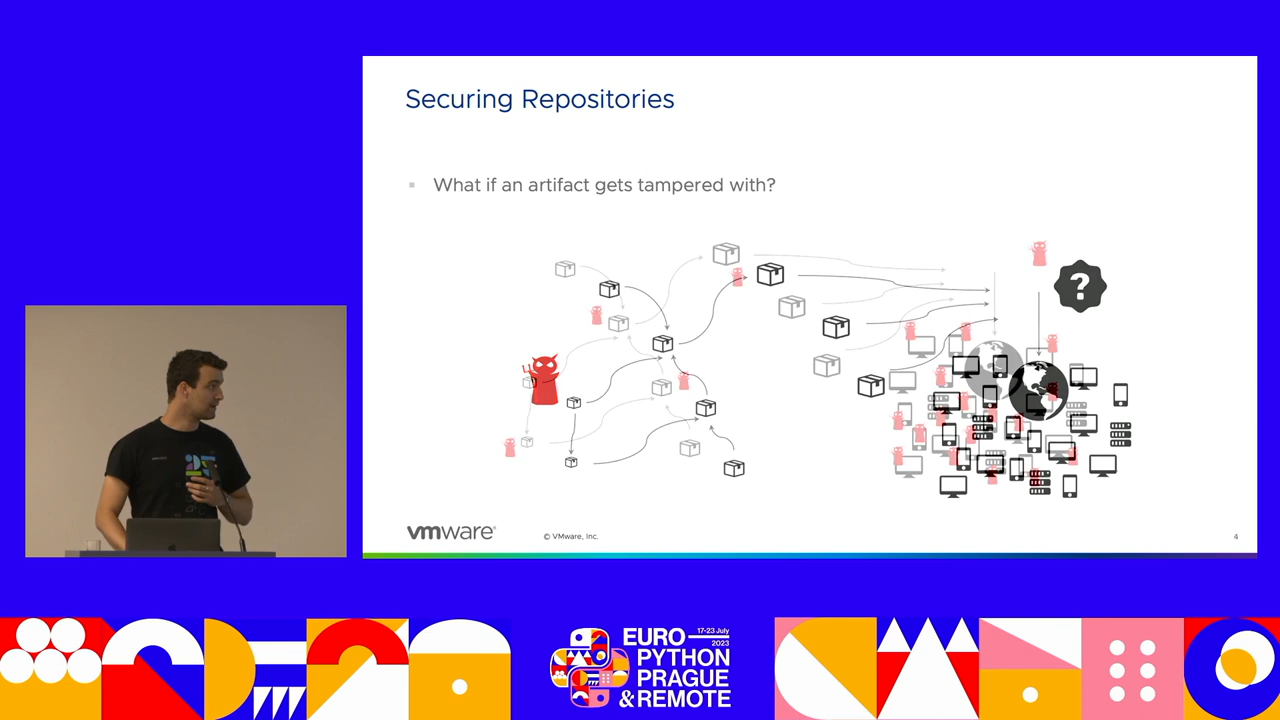 Securing Repositories
What if an artifact gets tampered with?
?
vmware®
© VMware, Inc.
4
EURO
17-23 July
2023
PYTHON
PRAGUE
& REMOTE